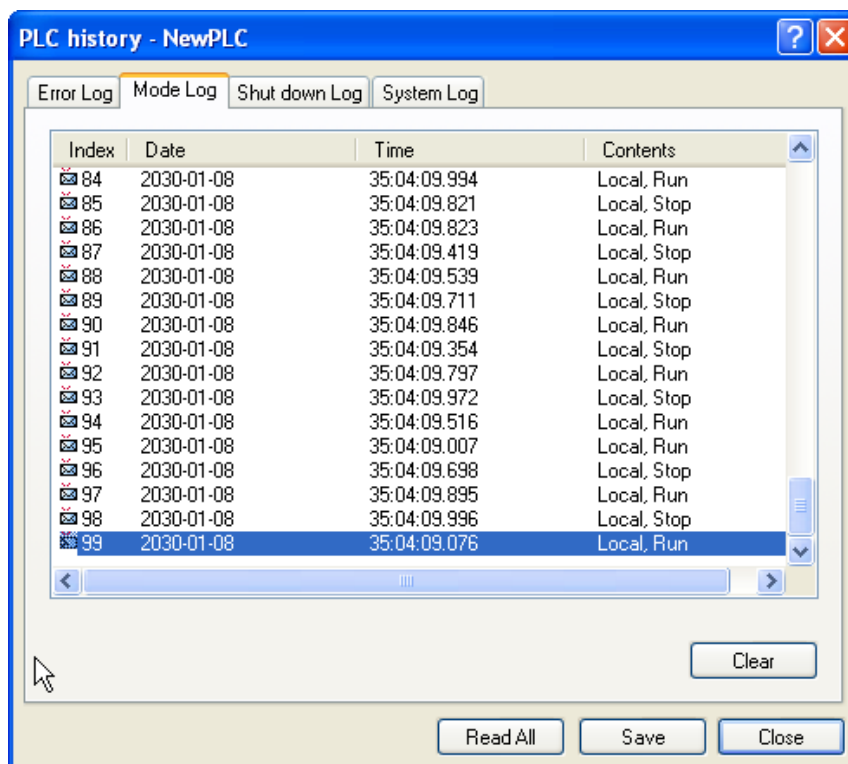 PLC history - NewPLC
Error Log Mode Log Shut down Log System Log
Index Date Time Contents
84 2030-01-08 35:04:09.994 Local, Run
85 2030-01-08 35:04:09.821 Local, Stop
86 2030-01-08 35:04:09.823 Local, Run
87 2030-01-08 35:04:09.419 Local, Stop
88 2030-01-08 35:04:09.539 Local, Run
89 2030-01-08 35:04:09.711 Local, Stop
90 2030-01-08 35:04:09.846 Local, Run
91 2030-01-08 35:04:09.354 Local, Stop
92 2030-01-08 35:04:09.797 Local, Run
93 2030-01-08 35:04:09.972 Local, Stop
94 2030-01-08 35:04:09.516 Local, Run
95 2030-01-08 35:04:09.007 Local, Run
96 2030-01-08 35:04:09.698 Local, Stop
97 2030-01-08 35:04:09.895 Local, Run
98 2030-01-08 35:04:09.996 Local, Stop
99 2030-01-08 35:04:09.076 Local, Run
Clear
Read All Save Close